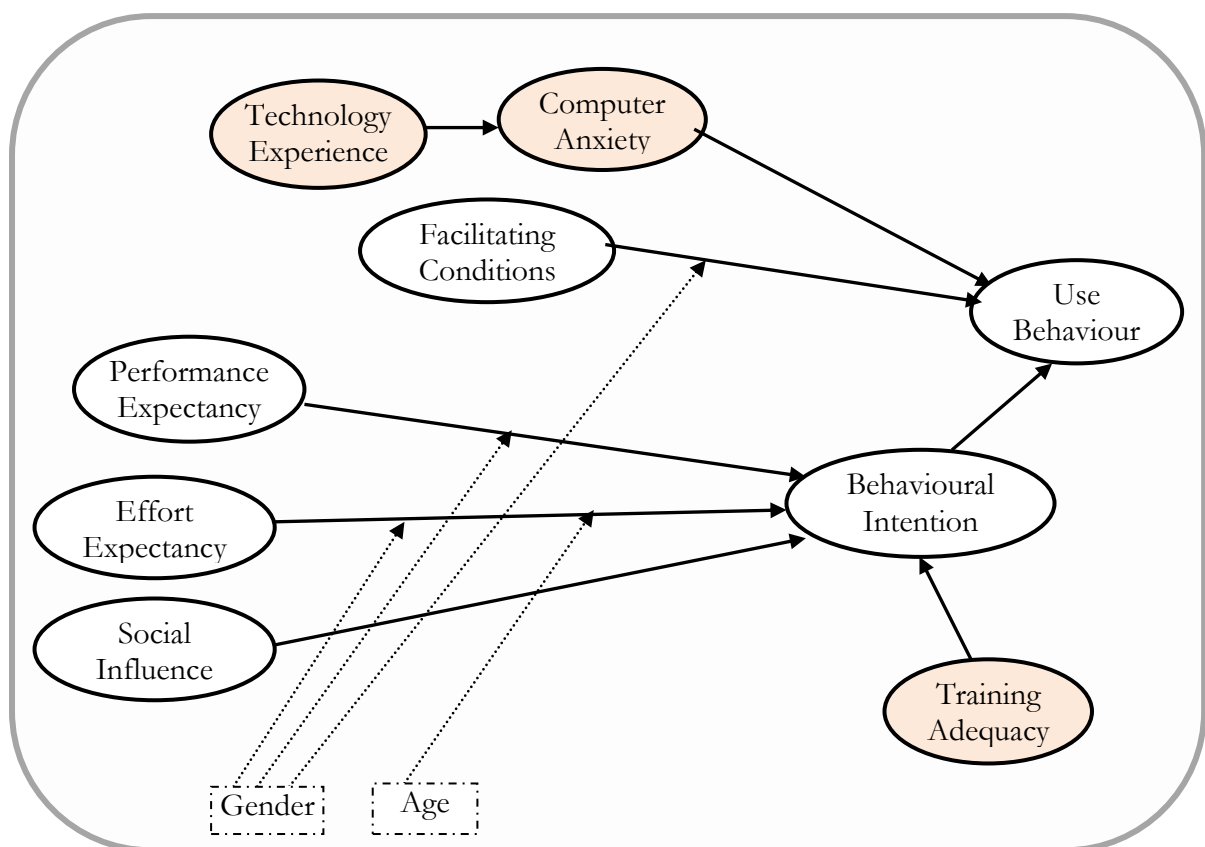 Technology
Experience
Computer
Anxiety
Facilitating
Conditions
Use
Behaviour
Performance
Expectancy
Behavioural
Intention
Effort
Expectancy
Social
Influence
Training
Adequacy
Gender
Age